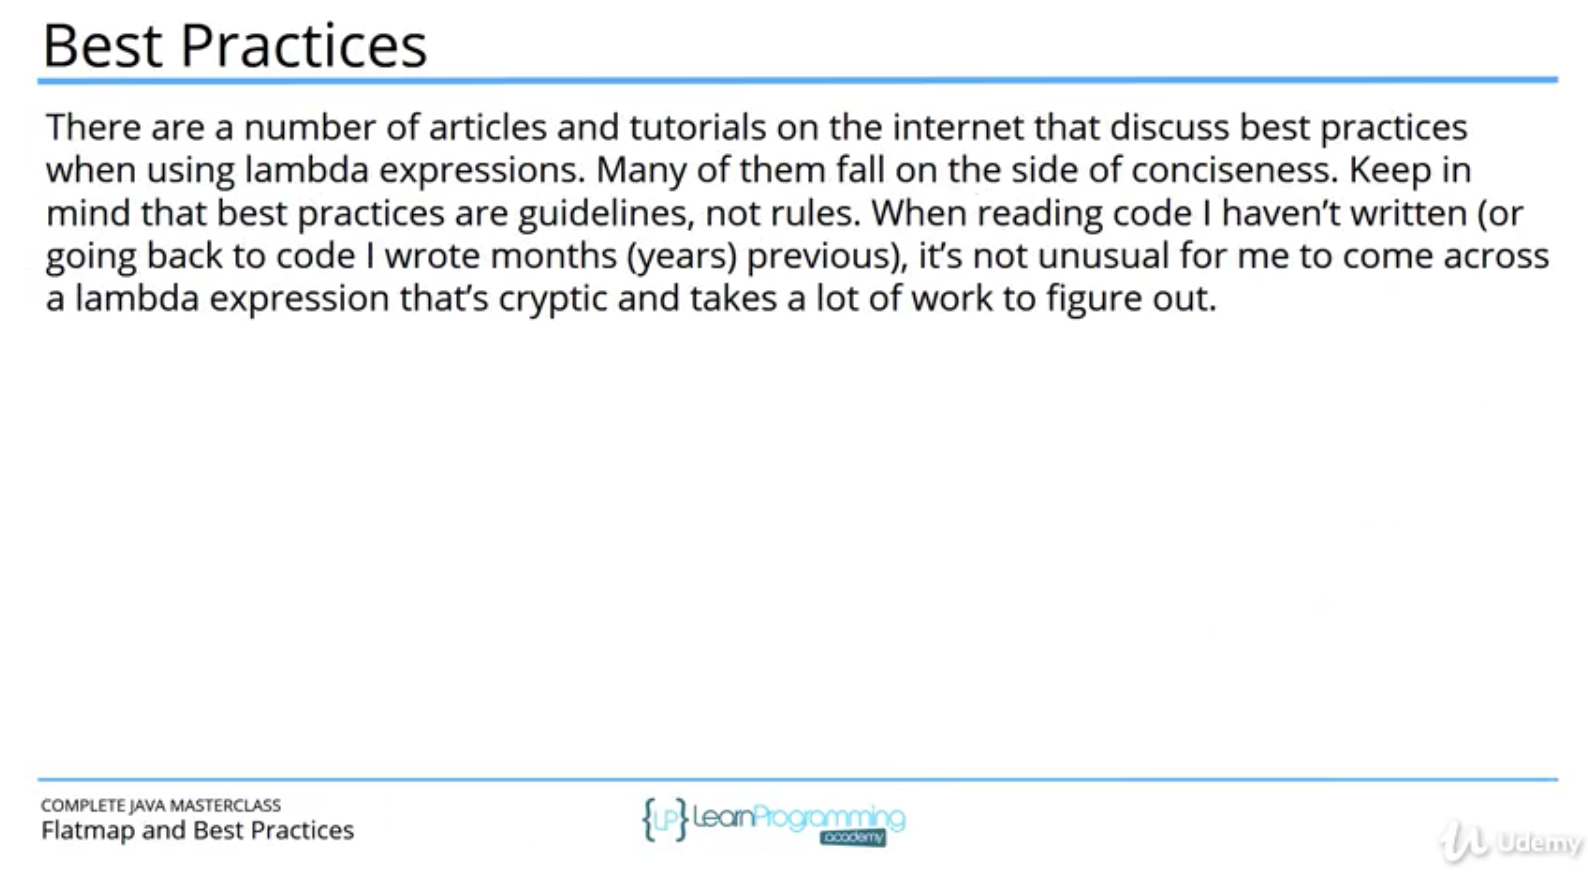 Best Practices
There are a number of articles and tutorials on the internet that discuss best practices
when using lambda expressions. Many of them fall on the side of conciseness. Keep in
mind that best practices are guidelines, not rules. When reading code I haven’t written (or
going back to code I wrote months (years) previous), it’s not unusual for me to come across
a lambda expression that’s cryptic and takes a lot of work to figure out.
COMPLETE JAVA MASTERCLASS
Flatmap and Best Practices
{LP} LearnProgramming
academy
Udemy